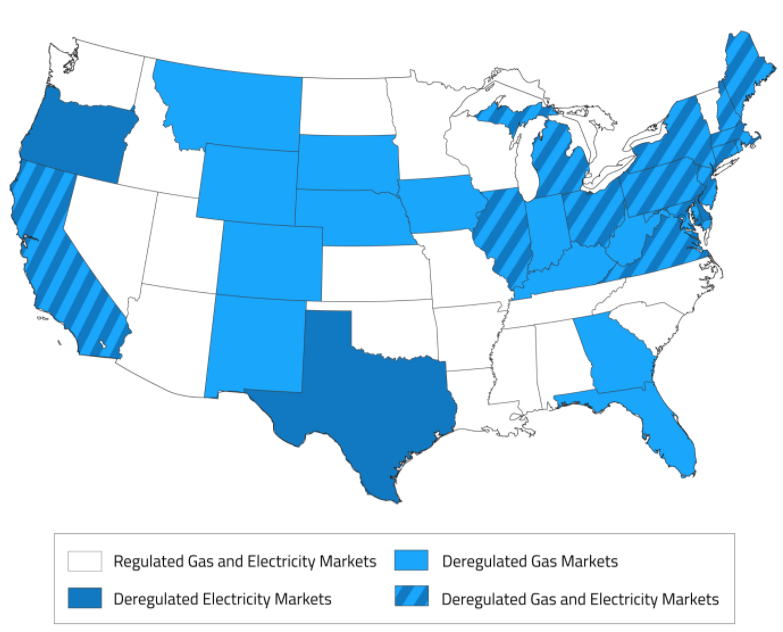 Regulated Gas and Electricity Markets
Deregulated Gas Markets
Deregulated Electricity Markets
Deregulated Gas and Electricity Markets